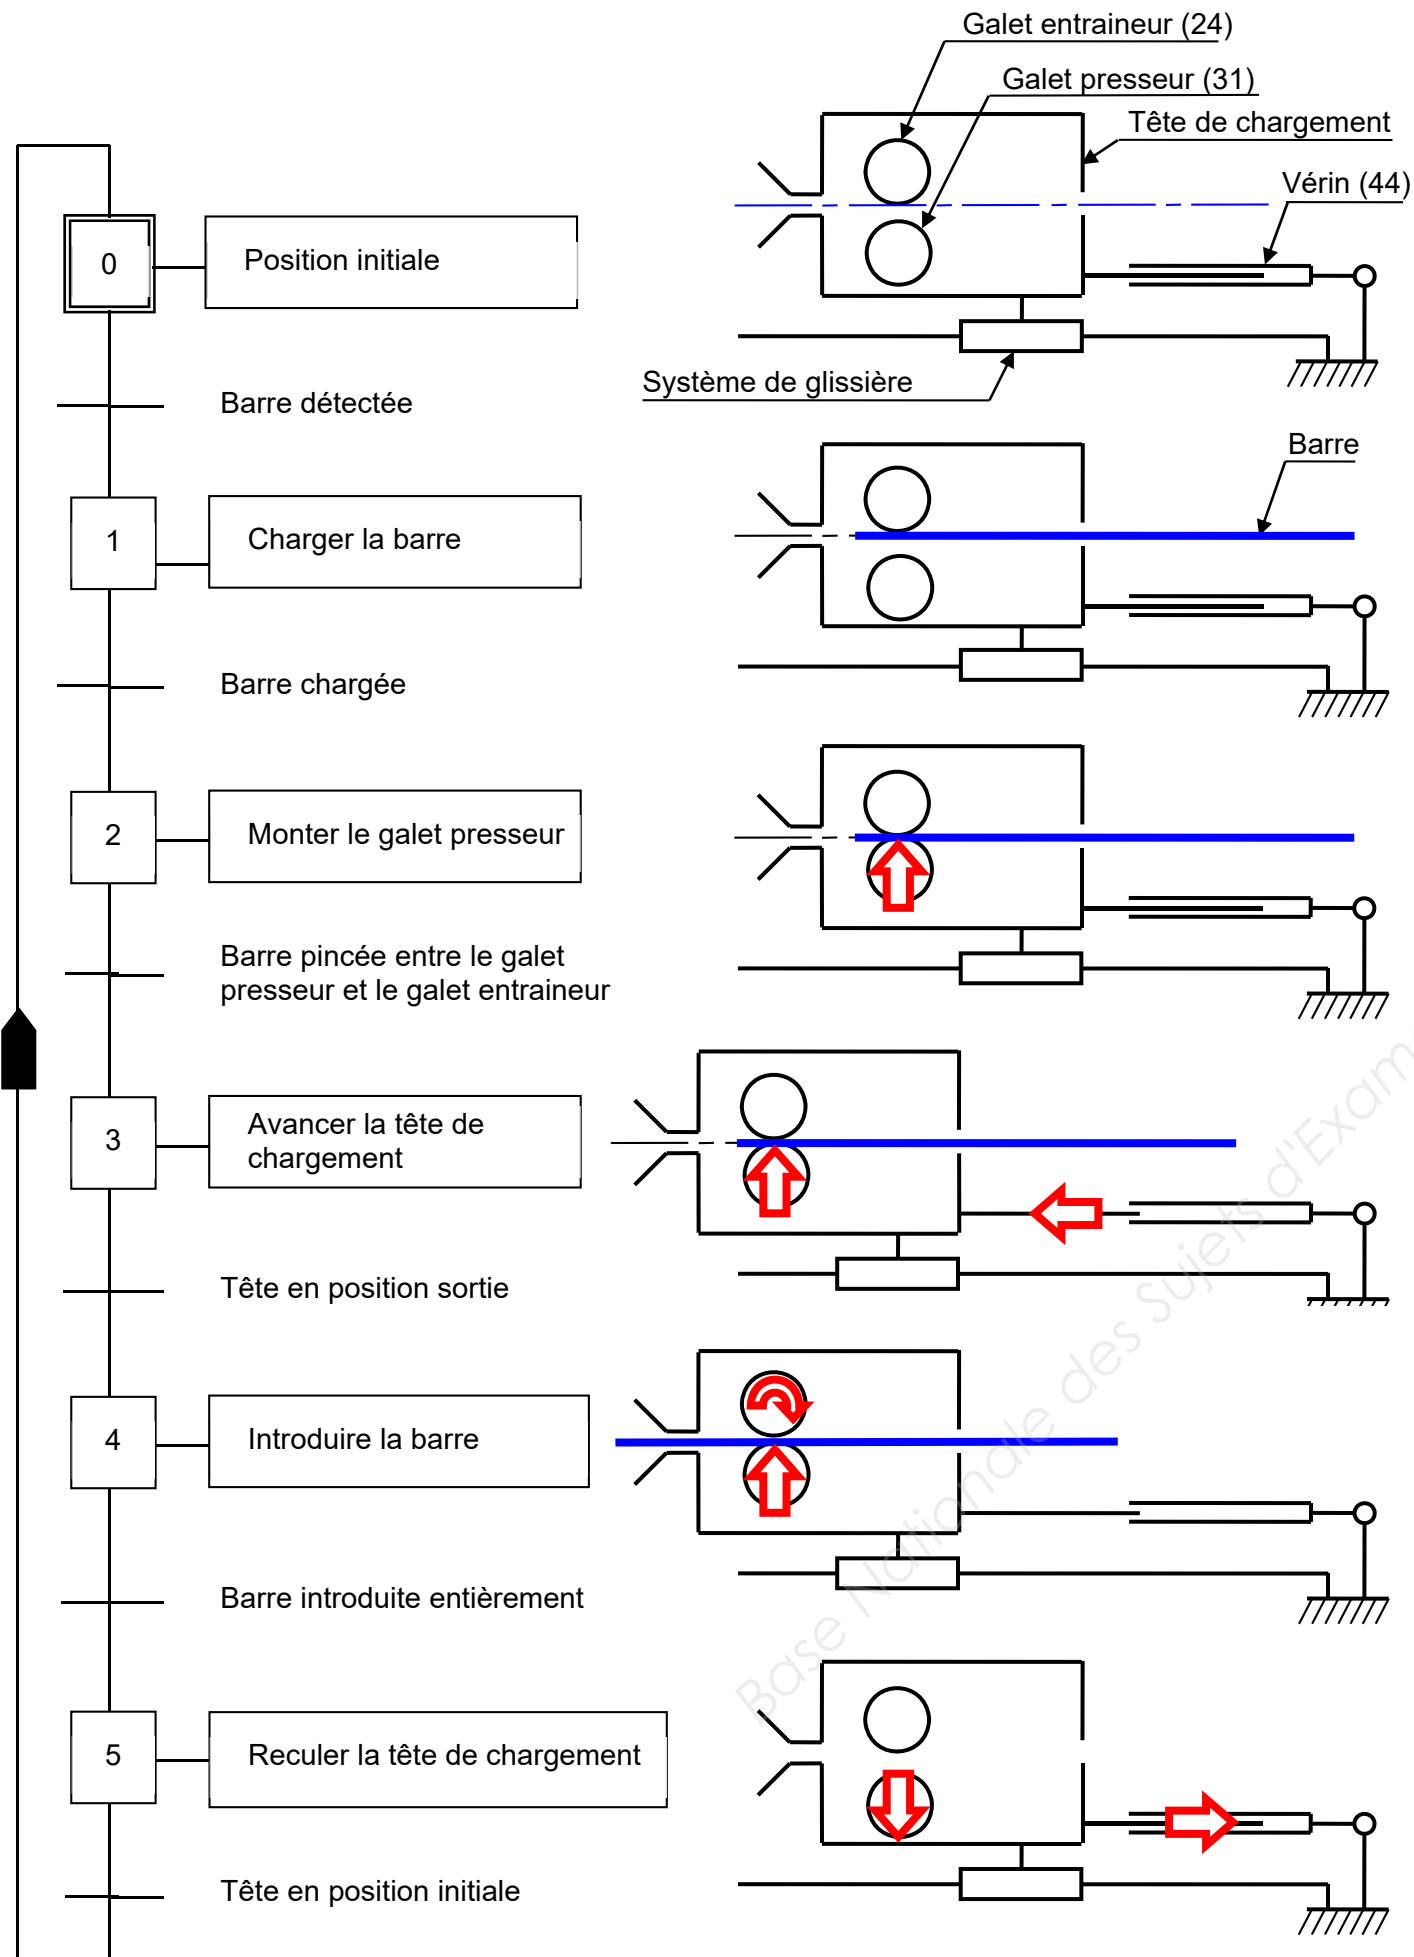 Galet entraineur (24)
Galet presseur (31)
Tête de chargement
Vérin (44)
0
Position initiale
Système de glissière
Barre détectée
Barre
1
Charger la barre
Barre chargée
2
Monter le galet presseur
Barre pincée entre le galet
presseur et le galet entraineur
3
Avancer la tête de
chargement
Tête en position sortie
4
Introduire la barre
Barre introduite entièrement
5
Reculer la tête de chargement
Tête en position initiale
Base Nationale des Sujets d'Exam